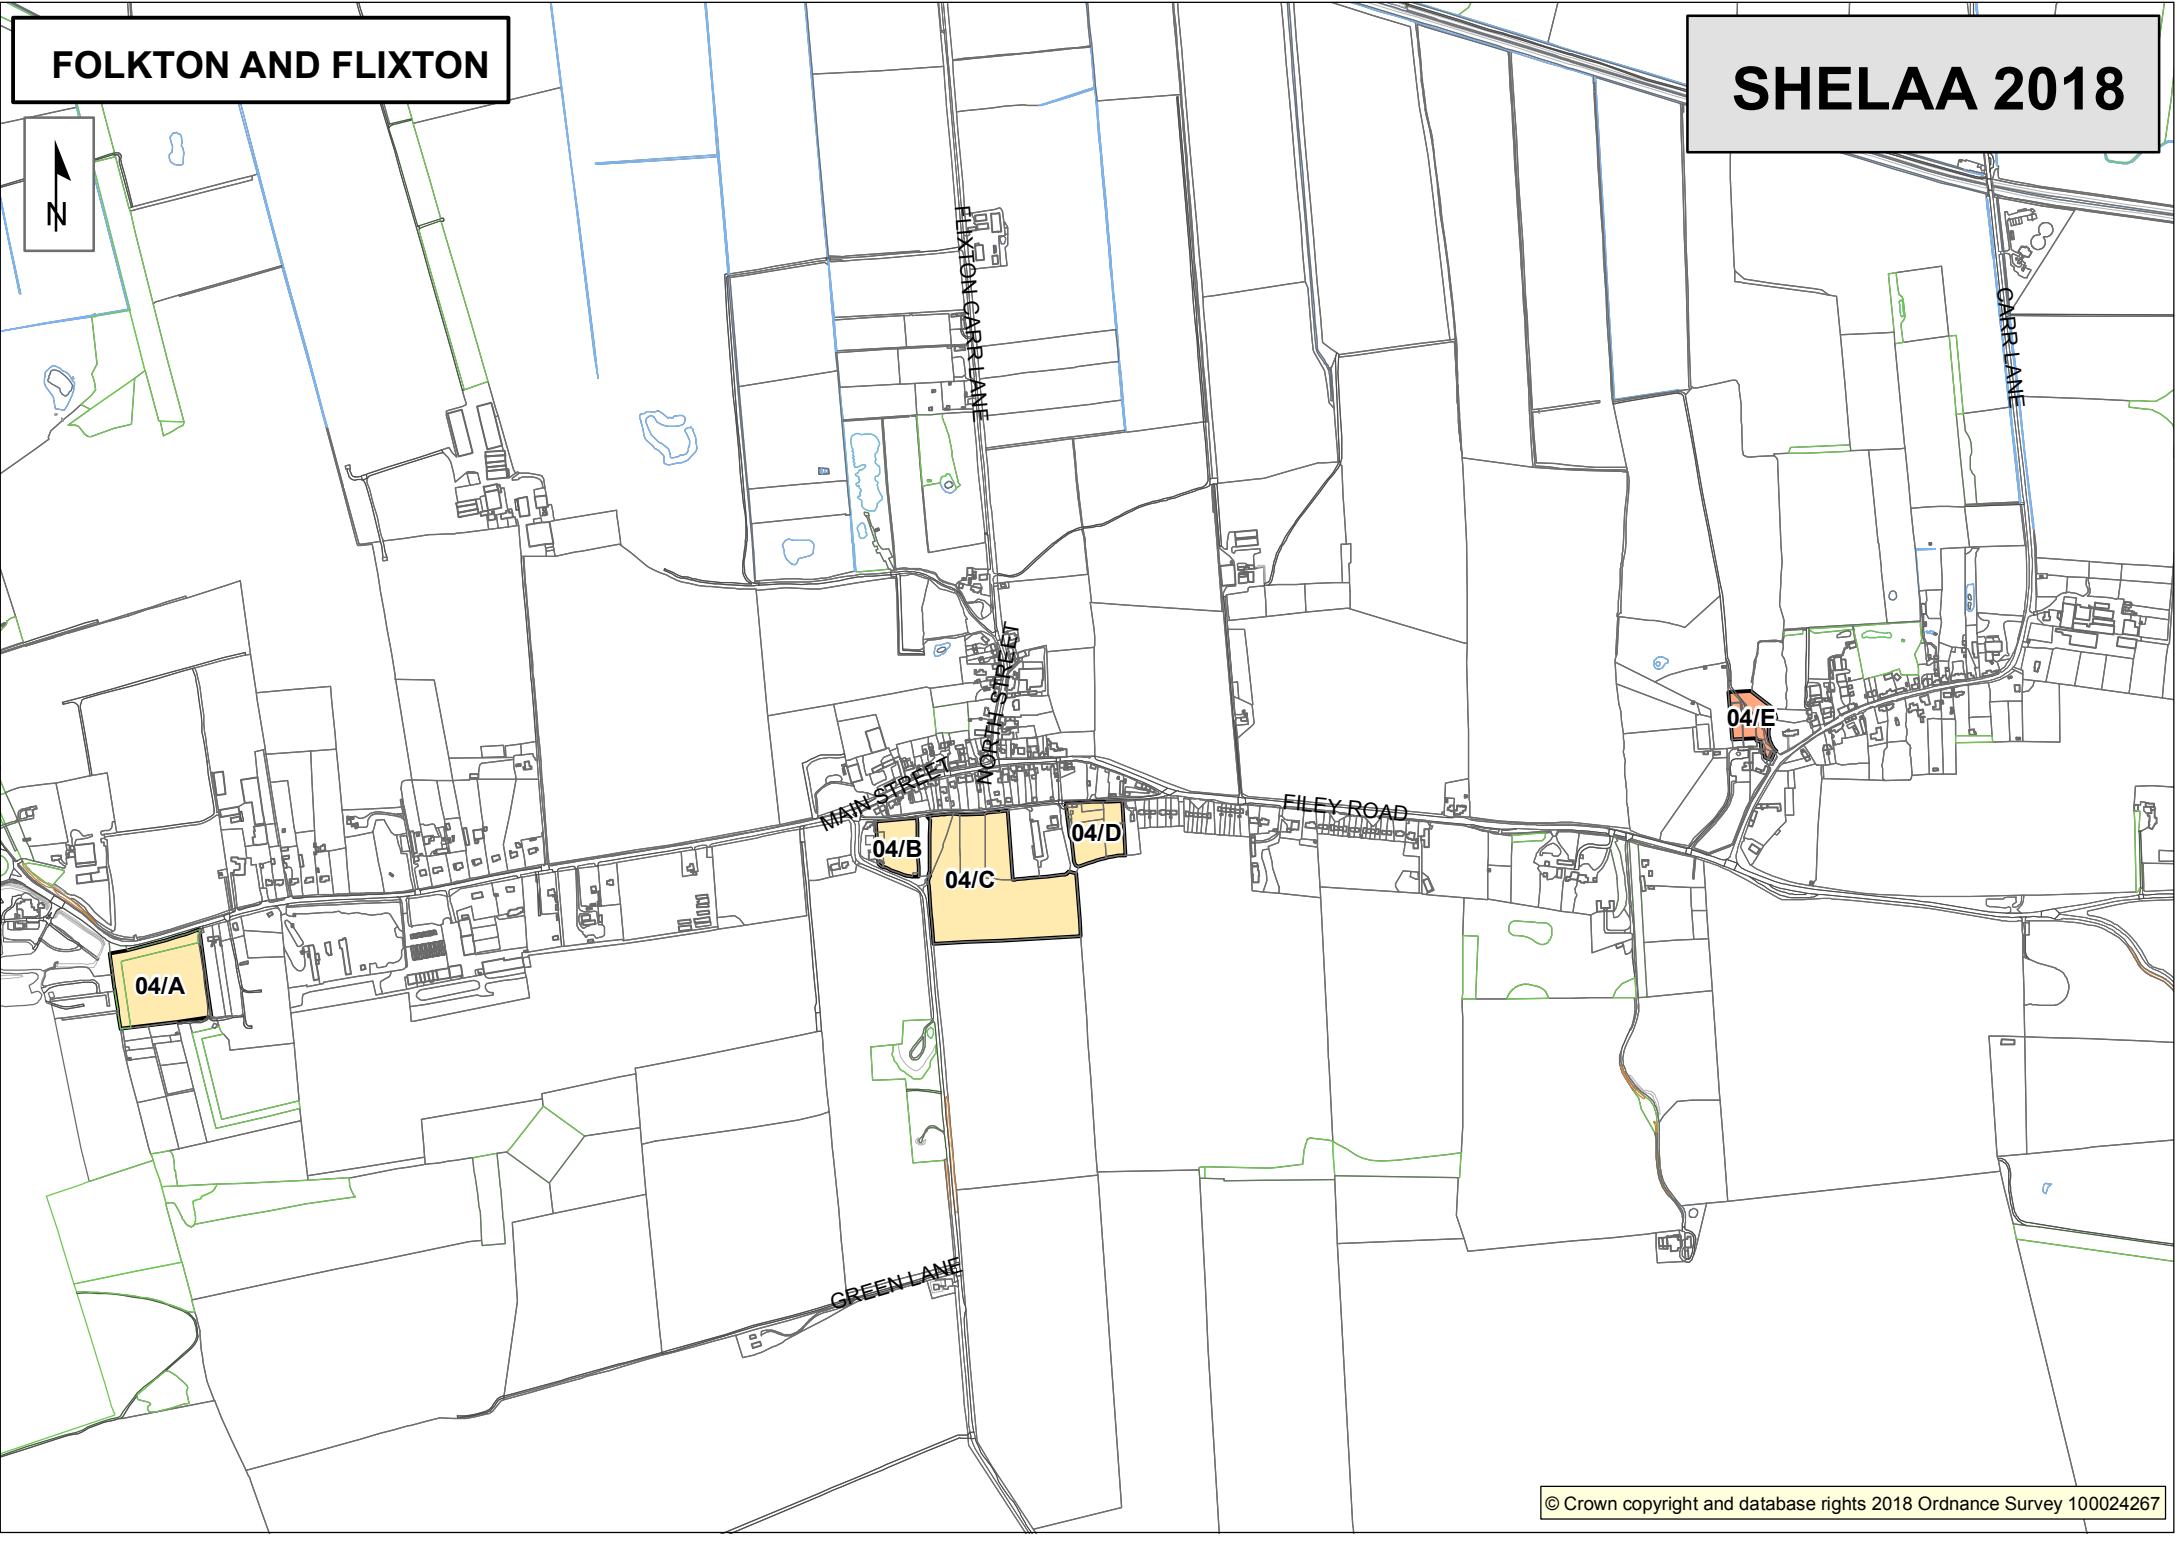 FOLKTON AND FLIXTON
SHELAA 2018
N
FLIXTON CARR LANE
CARR LANE
NORTH STREET
MAIN STREET
FILEY ROAD
04/E
04/B
04/C
04/D
04/A
GREEN LANE
© Crown copyright and database rights 2018 Ordnance Survey 100024267